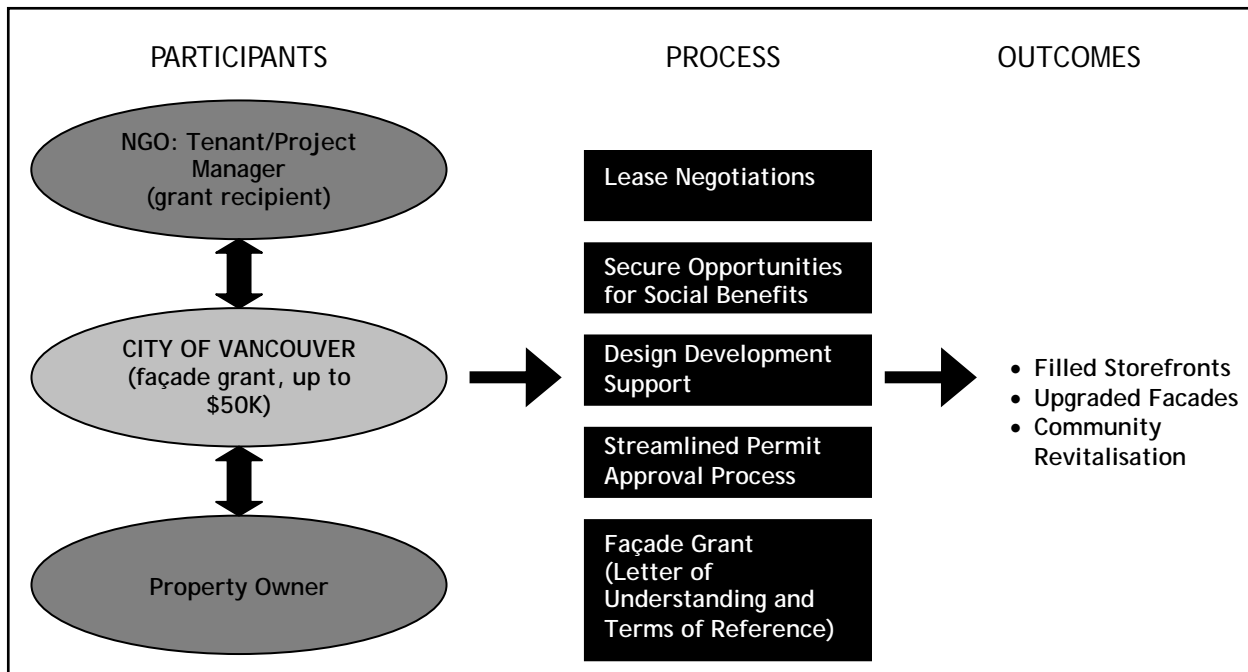 PARTICIPANTS
PROCESS
OUTCOMES
NGO: Tenant/Project
Manager
(grant recipient)
CITY OF VANCOUVER
(façade grant, up to
$50K)
Property Owner
Lease Negotiations
Secure Opportunities
for Social Benefits
Design Development
Support
Streamlined Permit
Approval Process
Façade Grant
(Letter of
Understanding and
Terms of Reference)
• Filled Storefronts
• Upgraded Facades
• Community
Revitalisation